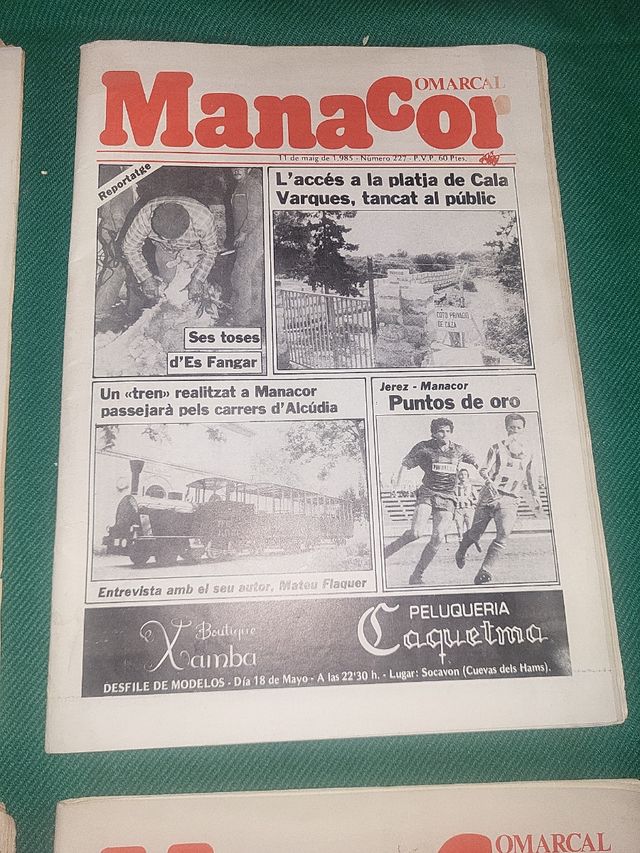 ManaCor
OMARCAL
11 de maig de 1.985 - Número 227 - P.V.P. 60 Ptes.
Reportatge
Ses toses
d'Es Fangar
L'accés a la platja de Cala
Varques, tancat al públic
COTO PRIVADO
DE CAZA
Un «tren» realitzat a Manacor
passejarà pels carrers d'Alcúdia
Entrevista amb el seu autor, Mateu Flaquer
Jerez - Manacor
Puntos de oro
Boutique
Xamba
PELUQUERIA
Caquetma
DESFILE DE MODELOS - Día 18 de Mayo - A las 22'30 h. - Lugar: Socavon (Cuevas dels Hams).
OMARCAL